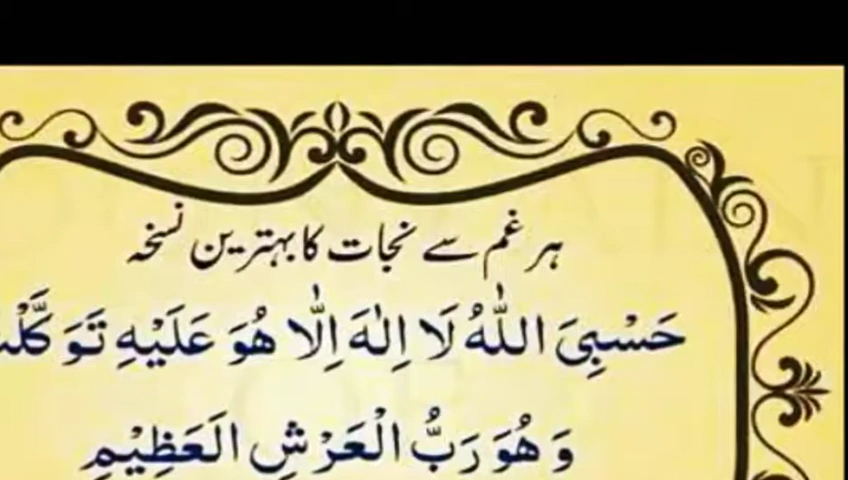 ہر غم سے نجات کا بہترین نسخہ
حَسْبِیَ اللّٰهُ لَا اِلٰهَ اِلَّا هُوَ عَلَیْهِ تَوَكَّلْتُ
وَ هُوَ رَبُّ الْعَرْشِ الَعَظِیْمِ